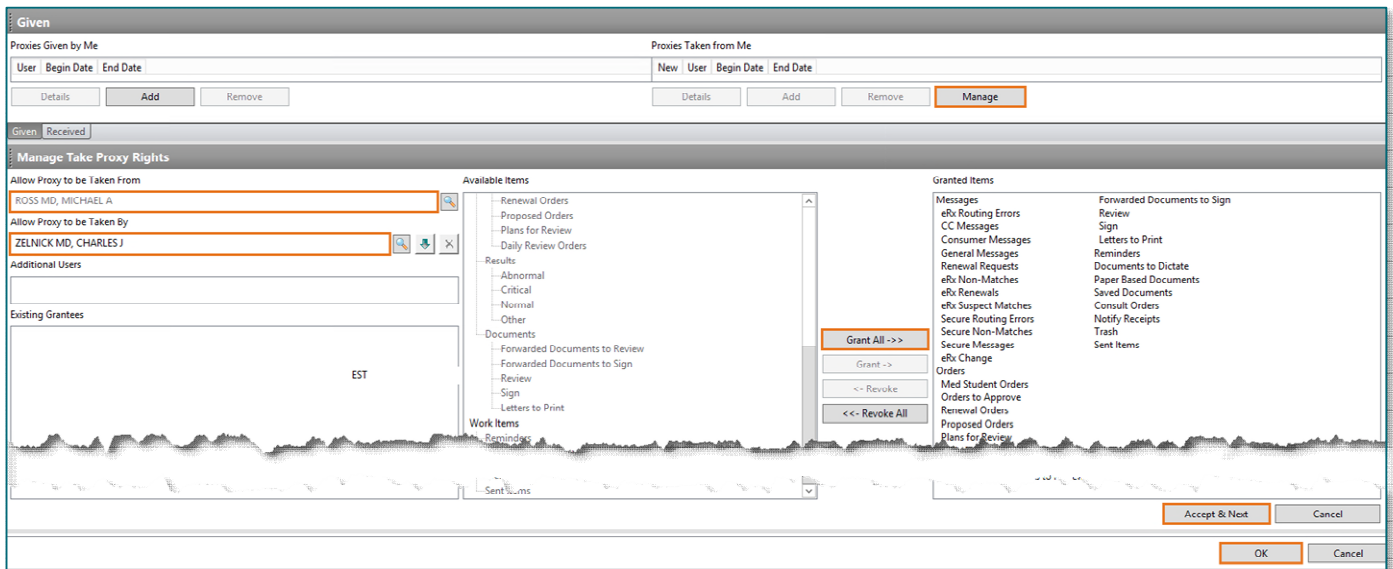 Given
Proxies Given by Me
User Begin Date End Date
Details Add Remove
Proxies Taken from Me
New User Begin Date End Date
Details Add Remove Manage
Given Received
Manage Take Proxy Rights
Allow Proxy to be Taken From
ROSS MD, MICHAEL A
Allow Proxy to be Taken By
ZELNICK MD, CHARLES J
Additional Users
Existing Grantees
EST
Available Items
Renewal Orders
Proposed Orders
Plans for Review
Daily Review Orders
Results
Abnormal
Critical
Normal
Other
Documents
Forwarded Documents to Review
Forwarded Documents to Sign
Review
Sign
Letters to Print
Work Items
Reminders
Sent Items
Grant All ->>
Grant ->
<- Revoke
<<- Revoke All
Granted Items
Messages
eRx Routing Errors
CC Messages
Consumer Messages
General Messages
Renewal Requests
eRx Non-Matches
eRx Renewals
eRx Suspect Matches
Secure Routing Errors
Secure Non-Matches
Secure Messages
eRx Change
Orders
Med Student Orders
Orders to Approve
Renewal Orders
Proposed Orders
Plans for Review
Forwarded Documents to Sign
Review
Sign
Letters to Print
Reminders
Documents to Dictate
Paper Based Documents
Saved Documents
Consult Orders
Notify Receipts
Trash
Sent Items
Accept & Next Cancel
OK Cancel